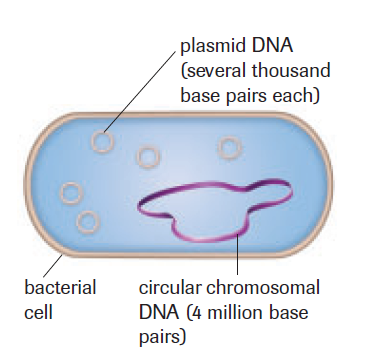 plasmid DNA
(several thousand
base pairs each)
bacterial
cell
circular chromosomal
DNA (4 million base
pairs)